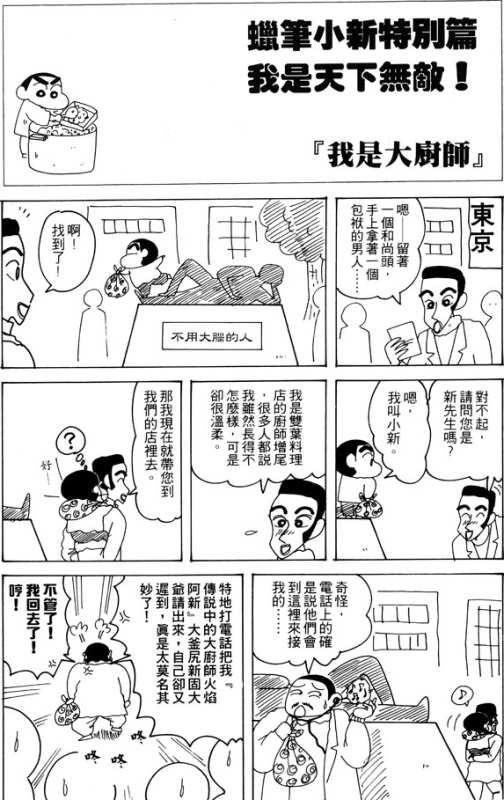 蠟筆小新特別篇
我是天下無敵！
『我是大廚師』
東京
嗯──留著
一個和尚頭，
手上拿著一個
包袱的男人……
不用大腦的人
啊！
找到了！
對不起，
請問您是
新先生嗎？
嗯，
我叫小新。
我是雙葉料理
店的廚師增尾
，很多人都說
我雖然長得不
怎麼樣，可是
卻很溫柔。
那我現在就帶您到
我們的店裡去。
？
好
♪
奇怪，
電話上的確
是說他們會
到這裡來接
我的……
特地打電話把我『
傳說中的大廚師火焰
阿新』大釜尻新固大
爺請出來，自己卻又
遲到，真是太莫名其
妙了！
不管了！
我回去了！
哼！
咚
咚